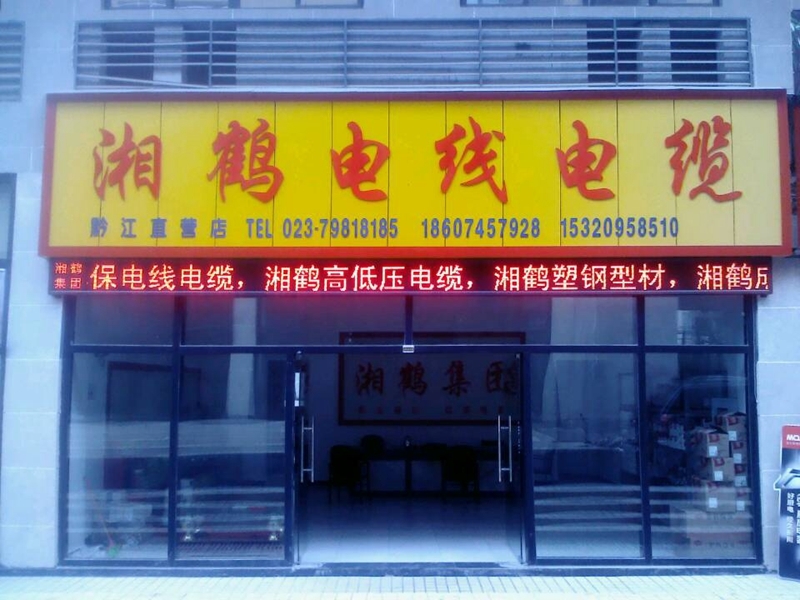 湘鹤电线电缆
黔江直营店 TEL 023-79818185 18607457928 15320958510
湘鹤
集团
保电线电缆，湘鹤高低压电缆，湘鹤塑钢型材，湘鹤成
湘鹤集团